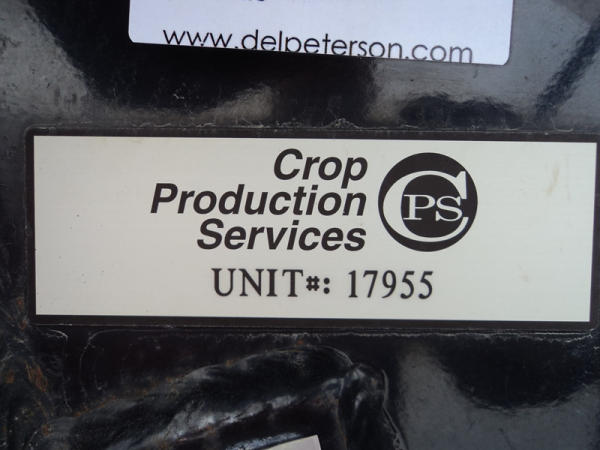 www.delpeterson.com
Crop
Production
Services
CPS
UNIT#: 17955